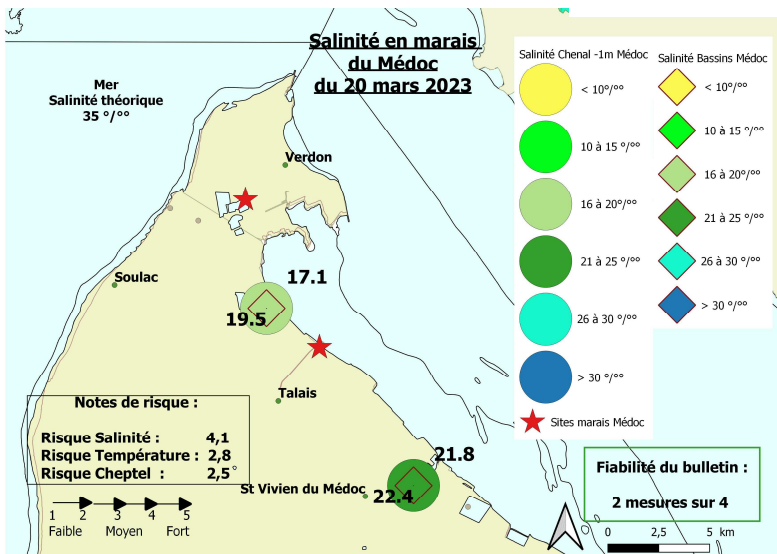 Salinité en marais
du Médoc
du 20 mars 2023
Mer
Salinité théorique
35 °/°°
Verdon
Soulac
17.1
19.5
Talais
21.8
22.4
St Vivien du Médoc
Notes de risque :
Risque Salinité : 4,1
Risque Température : 2,8
Risque Cheptel : 2,5°
1 2 3 4 5
Faible Moyen Fort
Salinité Chenal -1m Médoc
< 10°/°°
10 à 15 °/°°
16 à 20°/°°
21 à 25 °/°°
26 à 30 °/°°
> 30 °/°°
Sites marais Médoc
Salinité Bassins Médoc
< 10°/°°
10 à 15 °/°°
16 à 20°/°°
21 à 25 °/°°
26 à 30 °/°°
> 30 °/°°
Fiabilité du bulletin :
2 mesures sur 4
0 2,5 5 km